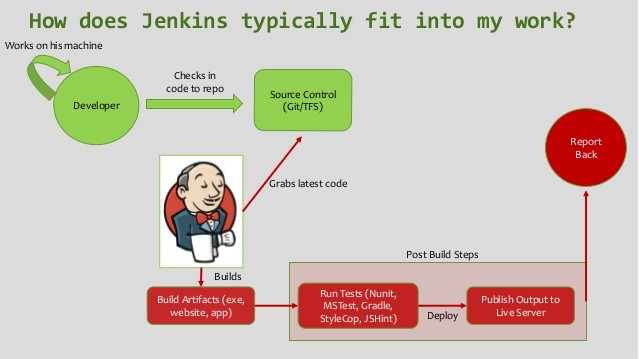 How does Jenkins typically fit into my work?
Works on his machine
Developer
Checks in
code to repo
Source Control
(Git/TFS)
Report
Back
Grabs latest code
Post Build Steps
Builds
Build Artifacts (exe,
website, app)
Run Tests (Nunit,
MSTest, Gradle,
StyleCop, JSHint)
Deploy
Publish Output to
Live Server